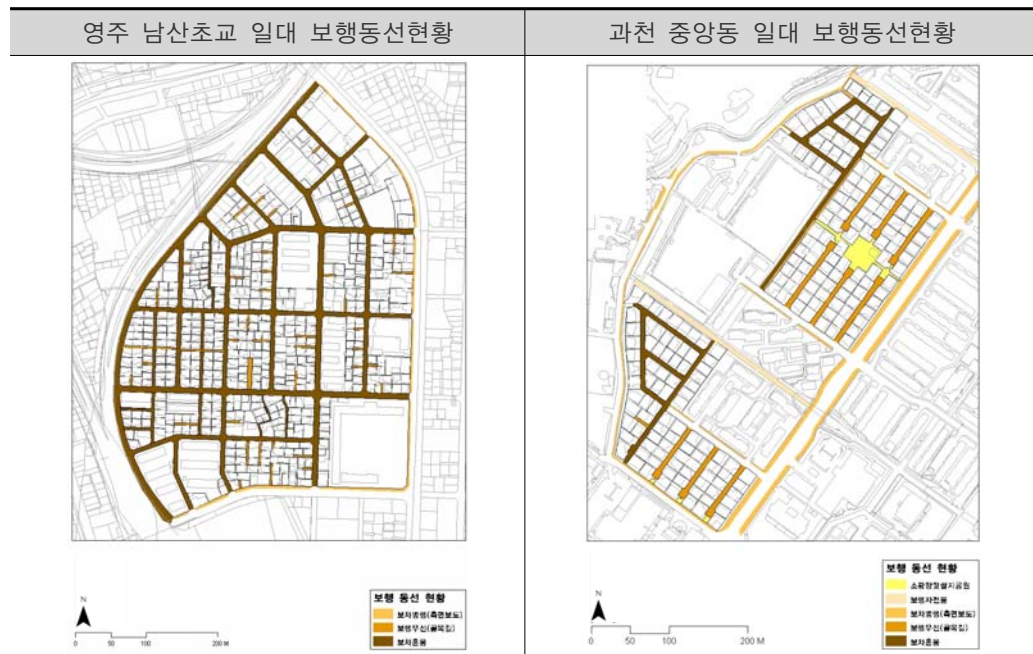 영주 남산초교 일대 보행동선현황
과천 중앙동 일대 보행동선현황
N
0 50 100 200 M
보행 동선 현황
보차병행(측면보도)
보행우선(골목길)
보차혼용
N
0 50 100 200 M
보행 동선 현황
소광장및쌈지공원
보행자전용
보차병행(측면보도)
보행우선(골목길)
보차혼용